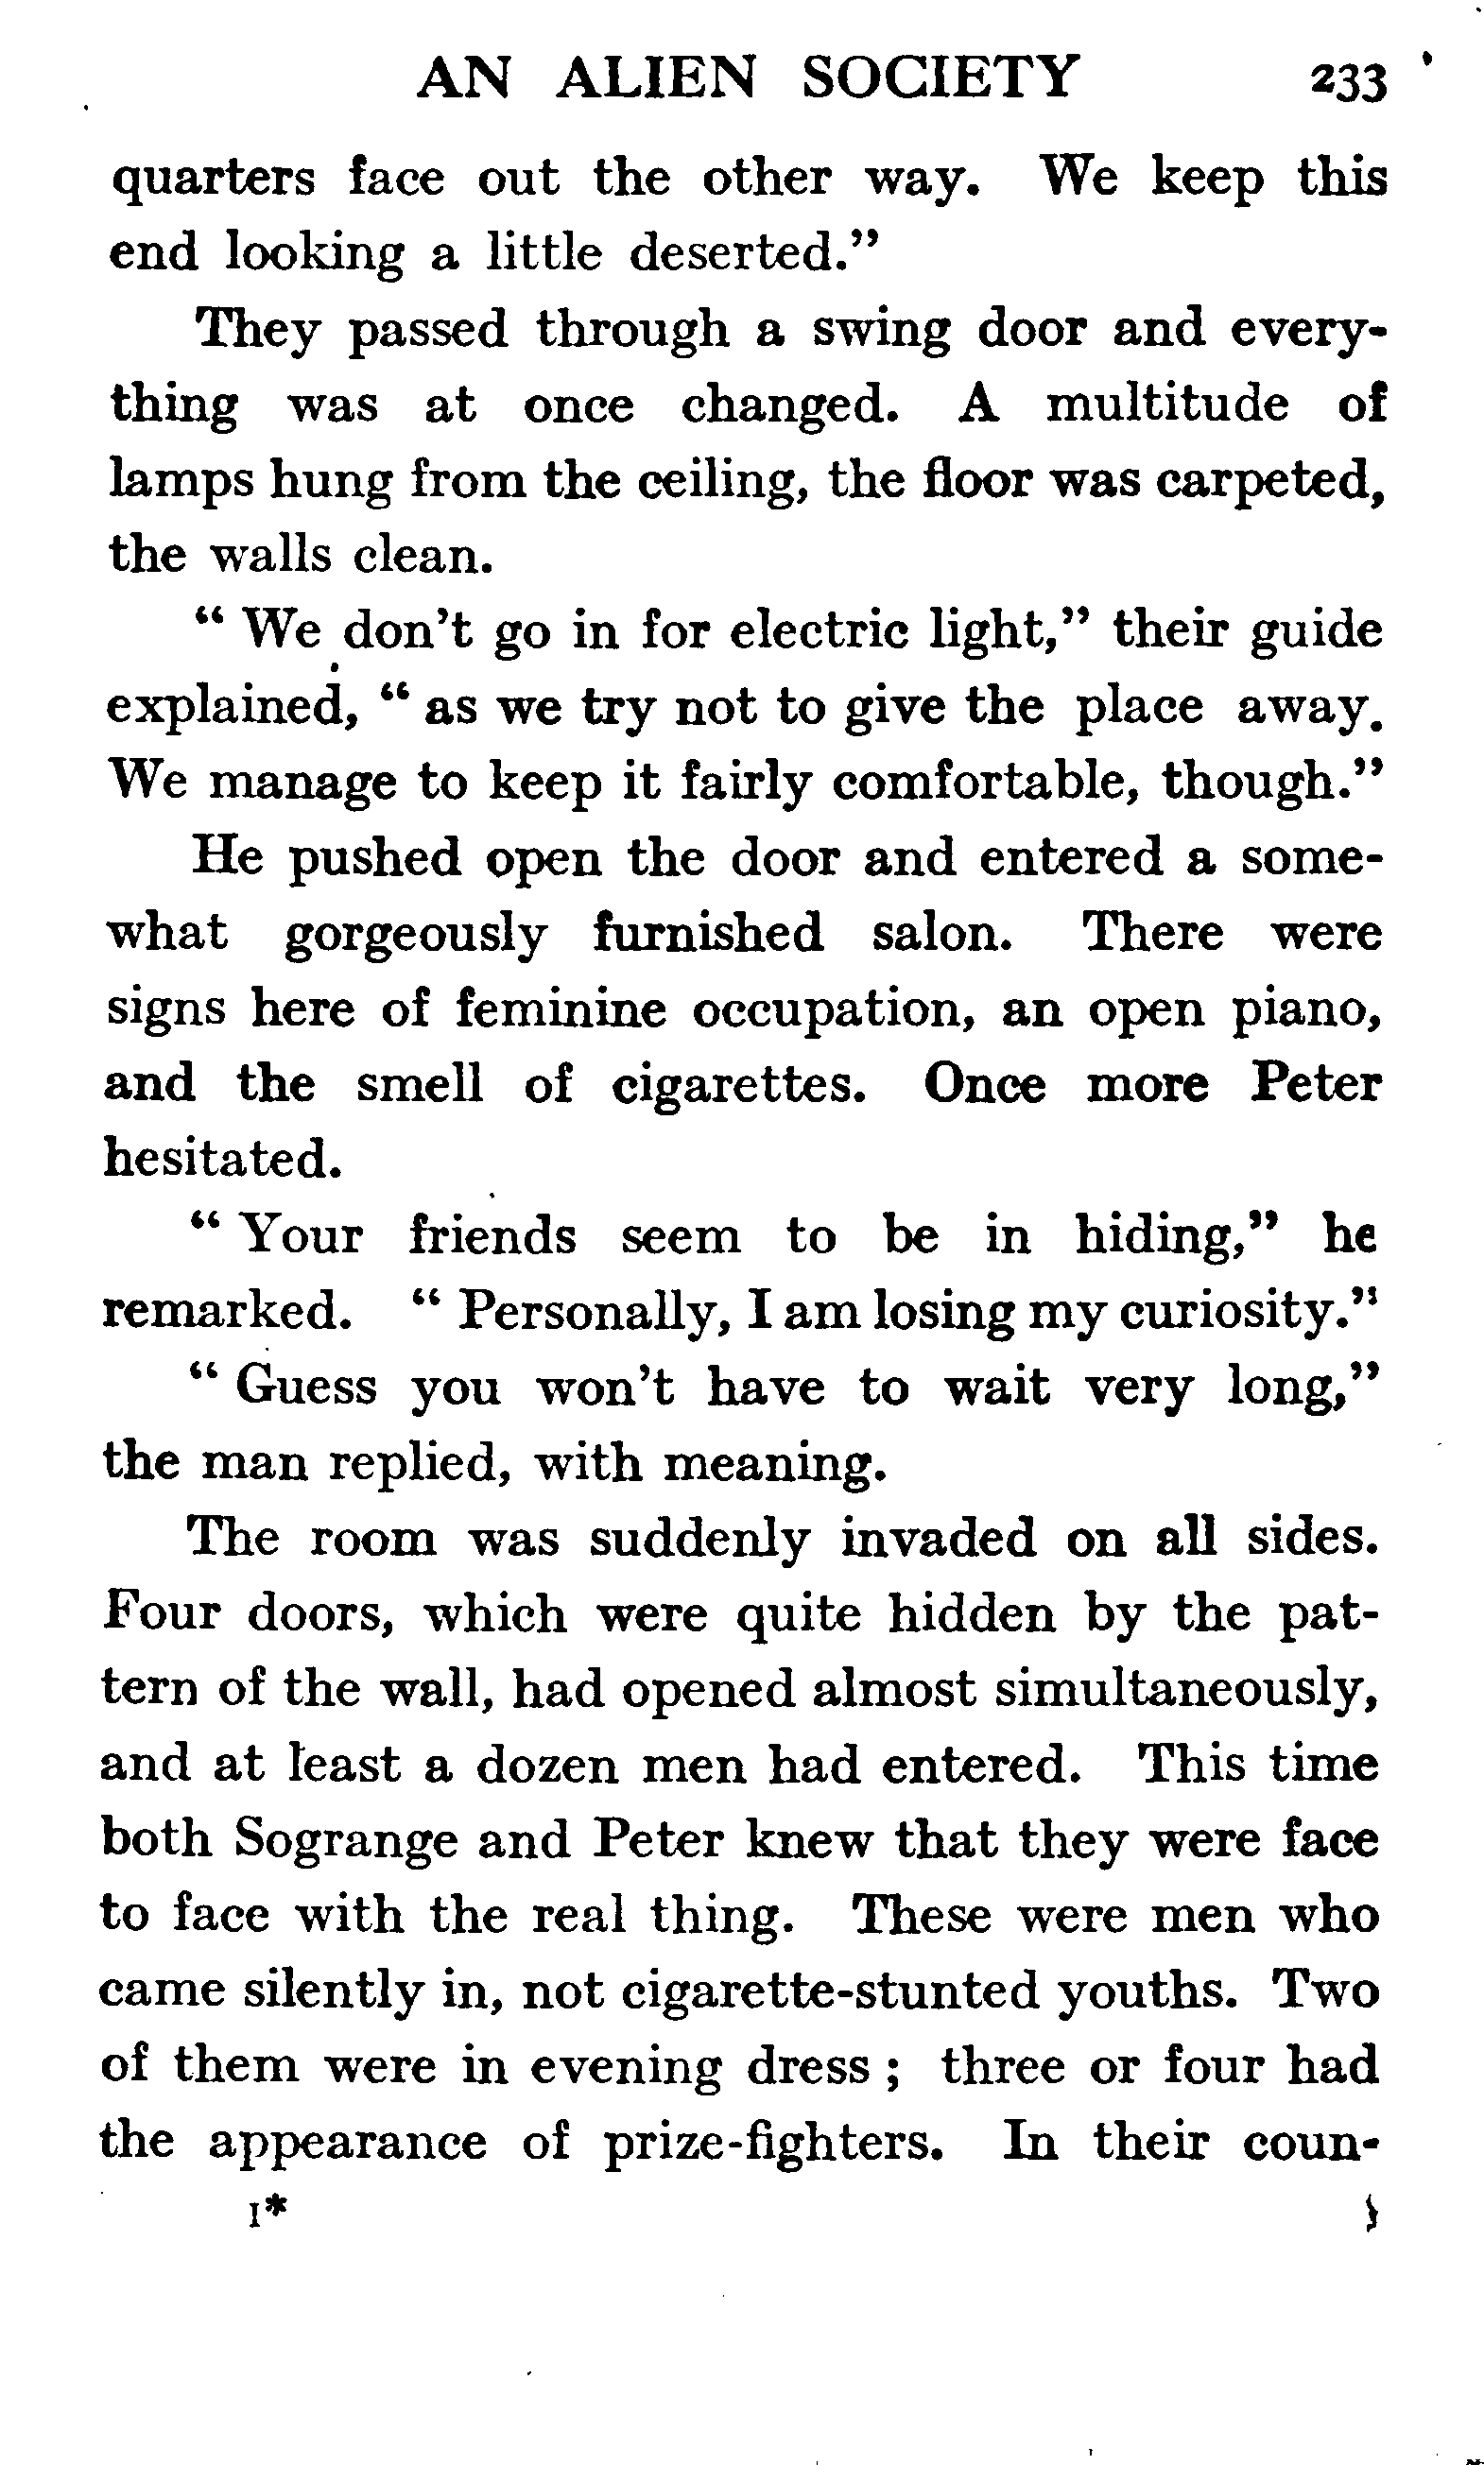 AN ALIEN SOCIETY 233
quarters face out the other way. We keep this
end looking a little deserted."
They passed through a swing door and every-
thing was at once changed. A multitude of
lamps hung from the ceiling, the floor was carpeted,
the walls clean.
" We don't go in for electric light," their guide
explained, " as we try not to give the place away.
We manage to keep it fairly comfortable, though."
He pushed open the door and entered a some-
what gorgeously furnished salon. There were
signs here of feminine occupation, an open piano,
and the smell of cigarettes. Once more Peter
hesitated.
" Your friends seem to be in hiding," he
remarked. " Personally, I am losing my curiosity."
" Guess you won't have to wait very long,"
the man replied, with meaning.
The room was suddenly invaded on all sides.
Four doors, which were quite hidden by the pat-
tern of the wall, had opened almost simultaneously,
and at least a dozen men had entered. This time
both Sogrange and Peter knew that they were face
to face with the real thing. These were men who
came silently in, not cigarette-stunted youths. Two
of them were in evening dress ; three or four had
the appearance of prize-fighters. In their coun-
I*